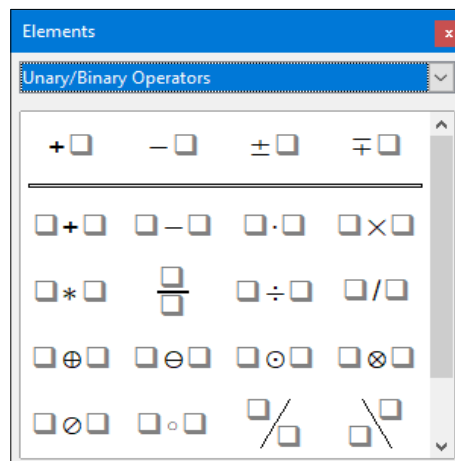 Elements
x
Unary/Binary Operators
+❑ −❑ ±❑ ∓❑
❑+❑ ❑−❑ ❑·❑ ❑×❑
❑∗❑ ❑/❑ ❑÷❑ ❑/❑
❑⊕❑ ❑⊖❑ ❑⊙❑ ❑⊗❑
❑⊘❑ ❑∘❑ ❑/❑ ❑\❑